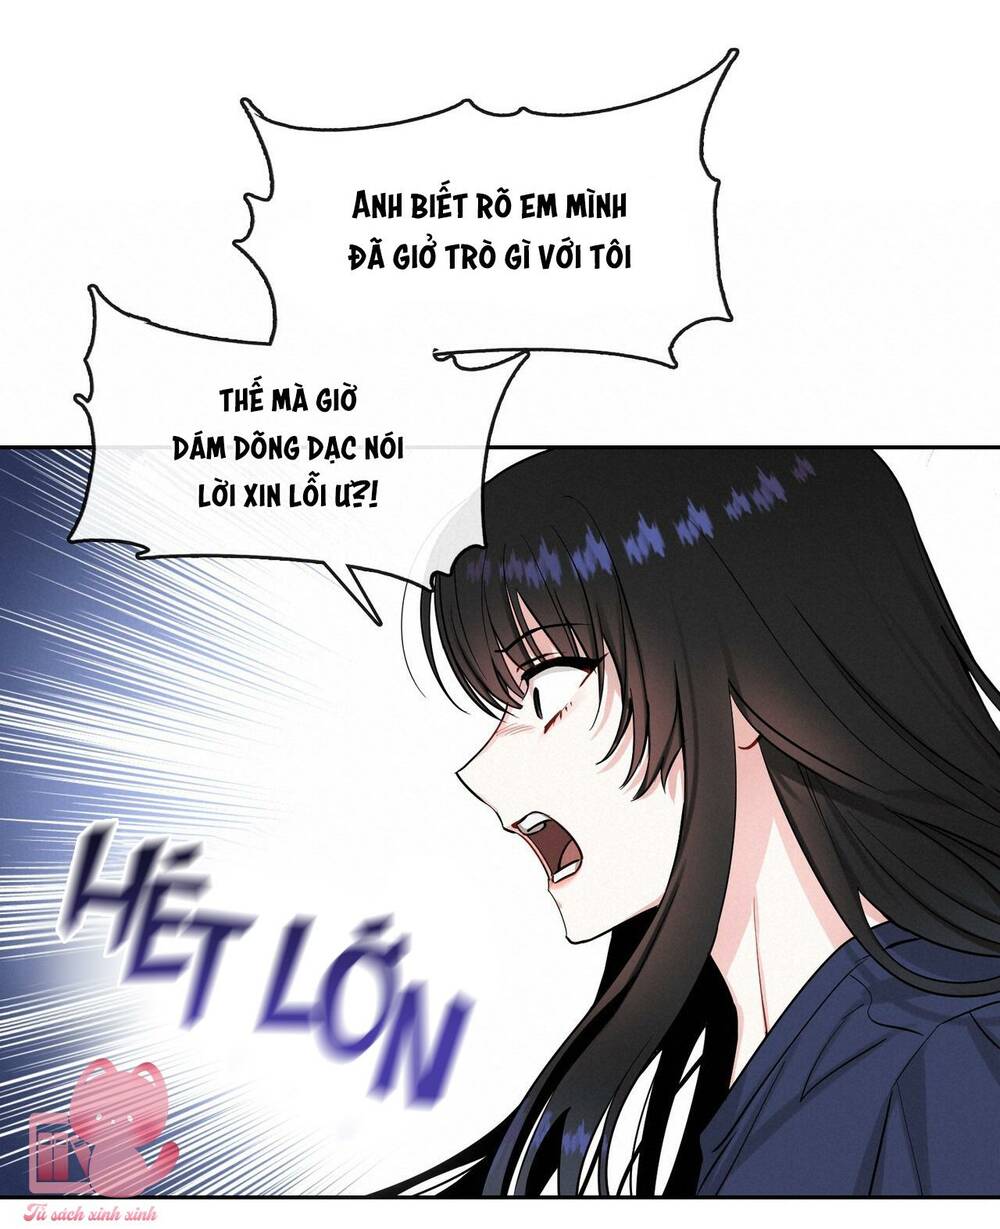 ANH BIẾT RÕ EM MÌNH
ĐÃ GIỞ TRÒ GÌ VỚI TÔI
THẾ MÀ GIỜ
DÁM DÕNG DẠC NÓI
LỜI XIN LỖI Ư?!
HÉT LỚN
Tủ sách xinh xinh